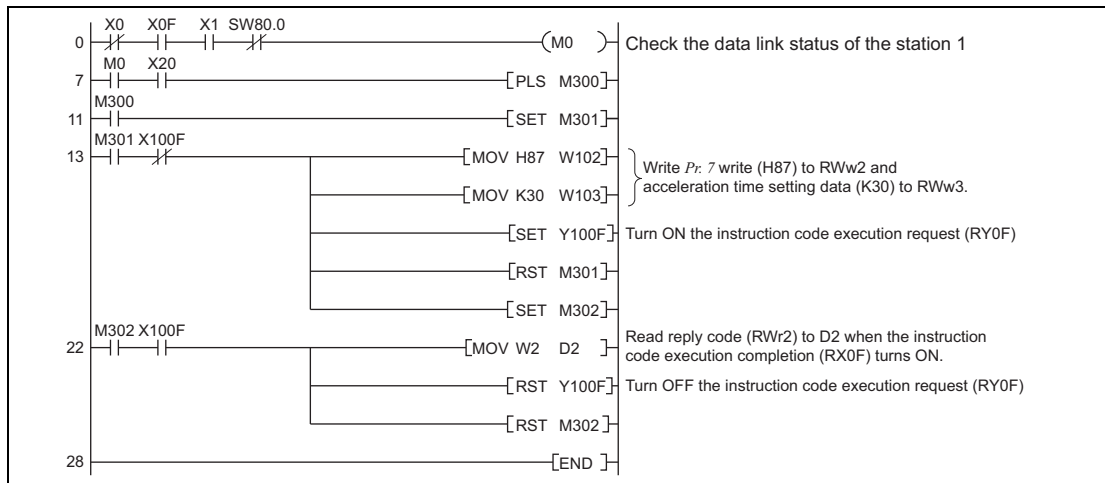 X0 X0F X1 SW80.0
0 M0 Check the data link status of the station 1
M0 X20
7 PLS M300
M300
11 SET M301
M301 X100F
13 MOV H87 W102
Write Pr. 7 write (H87) to RWw2 and
acceleration time setting data (K30) to RWw3.
MOV K30 W103
SET Y100F Turn ON the instruction code execution request (RY0F)
RST M301
SET M302
M302 X100F
22 MOV W2 D2 Read reply code (RWr2) to D2 when the instruction
code execution completion (RX0F) turns ON.
RST Y100F Turn OFF the instruction code execution request (RY0F)
RST M302
28 END